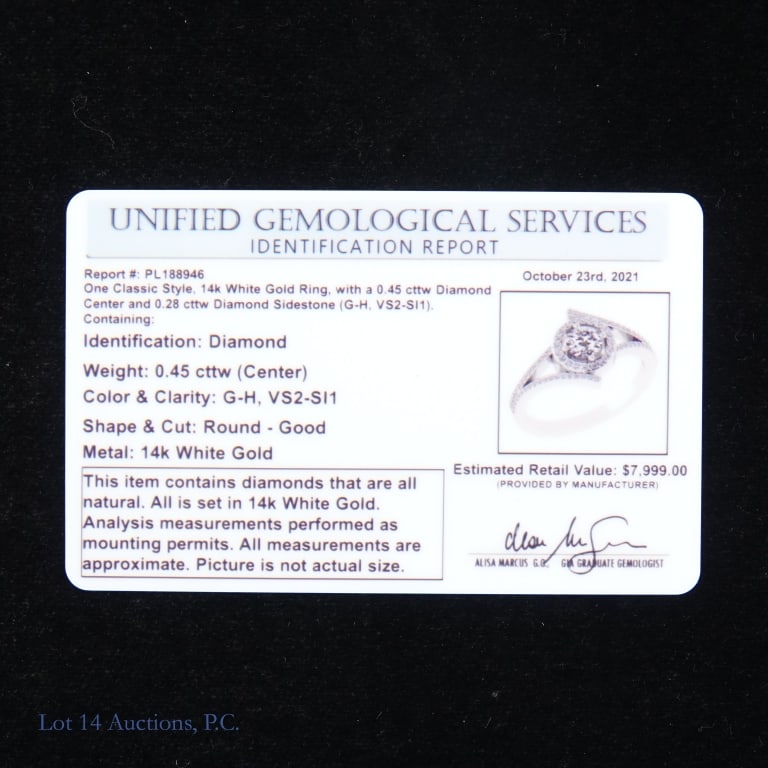 UNIFIED GEMOLOGICAL SERVICES
IDENTIFICATION REPORT
Report #: PL188946
October 23rd, 2021
One Classic Style, 14k White Gold Ring, with a 0.45 cttw Diamond
Center and 0.28 cttw Diamond Sidestone (G-H, VS2-SI1).
Containing:
Identification: Diamond
Weight: 0.45 cttw (Center)
Color & Clarity: G-H, VS2-SI1
Shape & Cut: Round - Good
Metal: 14k White Gold
This item contains diamonds that are all
natural. All is set in 14k White Gold.
Analysis measurements performed as
mounting permits. All measurements are
approximate. Picture is not actual size.
Estimated Retail Value: $7,999.00
(PROVIDED BY MANUFACTURER)
ALISA MARCUS G.G. GIA GRADUATE GEMOLOGIST
Lot 14 Auctions, P.C.